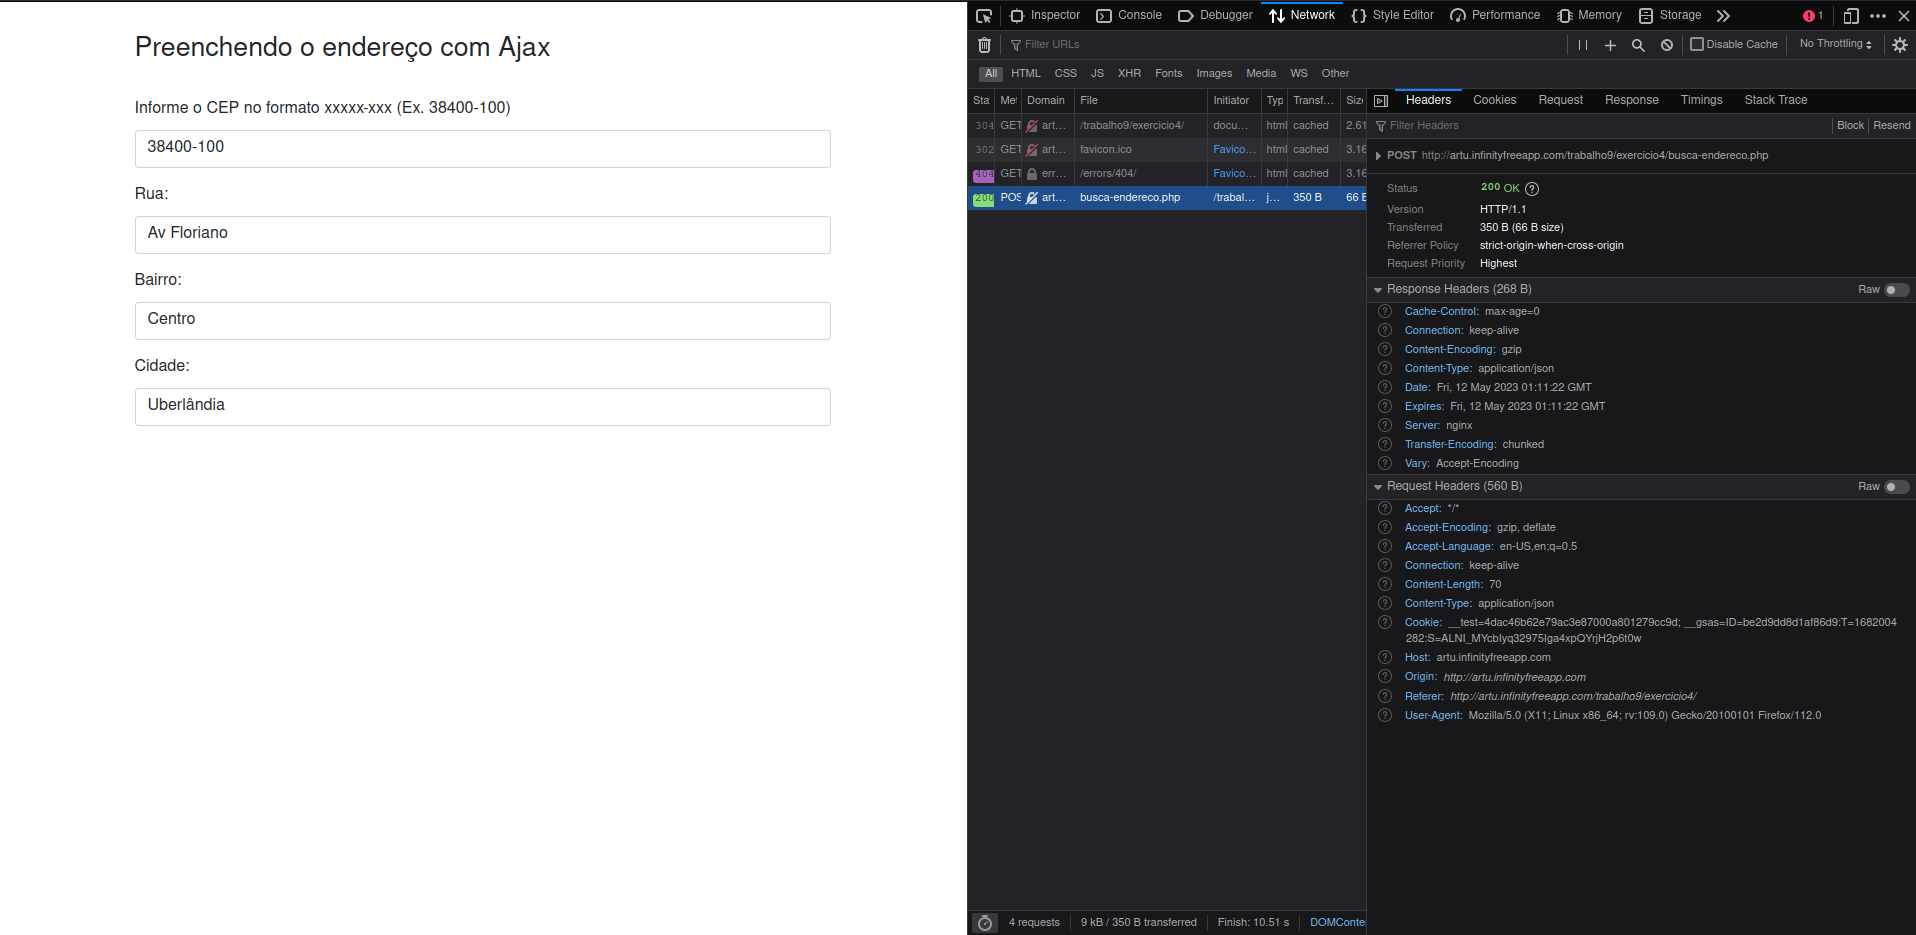 Preenchendo o endereço com Ajax
Informe o CEP no formato xxxxx-xxx (Ex. 38400-100)
38400-100
Rua:
Av Floriano
Bairro:
Centro
Cidade:
Uberlândia
Inspector Console Debugger Network Style Editor Performance Memory Storage 1
Filter URLs Disable Cache No Throttling
All HTML CSS JS XHR Fonts Images Media WS Other
Sta Met Domain File Initiator Typ Transf... Size
304 GET art... /trabalho9/exercicio4/ docu... html cached 2.61
302 GET art... favicon.ico Favico... html cached 3.16
404 GET err... /errors/404/ Favico... html cached 3.16
200 POS art... busca-endereco.php /trabal... j... 350 B 66 B
4 requests 9 kB / 350 B transferred Finish: 10.51 s DOMConte
Headers Cookies Request Response Timings Stack Trace
Filter Headers Block Resend
POST http://artu.infinityfreeapp.com/trabalho9/exercicio4/busca-endereco.php
Status 200 OK
Version HTTP/1.1
Transferred 350 B (66 B size)
Referrer Policy strict-origin-when-cross-origin
Request Priority Highest
Response Headers (268 B) Raw
Cache-Control: max-age=0
Connection: keep-alive
Content-Encoding: gzip
Content-Type: application/json
Date: Fri, 12 May 2023 01:11:22 GMT
Expires: Fri, 12 May 2023 01:11:22 GMT
Server: nginx
Transfer-Encoding: chunked
Vary: Accept-Encoding
Request Headers (560 B) Raw
Accept: */*
Accept-Encoding: gzip, deflate
Accept-Language: en-US,en;q=0.5
Connection: keep-alive
Content-Length: 70
Content-Type: application/json
Cookie: __test=4dac46b62e79ac3e87000a801279cc9d; __gsas=ID=be2d9dd8d1af86d9:T=1682004
282:S=ALNI_MYcbIyq32975Iga4xpQYrjH2p6t0w
Host: artu.infinityfreeapp.com
Origin: http://artu.infinityfreeapp.com
Referer: http://artu.infinityfreeapp.com/trabalho9/exercicio4/
User-Agent: Mozilla/5.0 (X11; Linux x86_64; rv:109.0) Gecko/20100101 Firefox/112.0